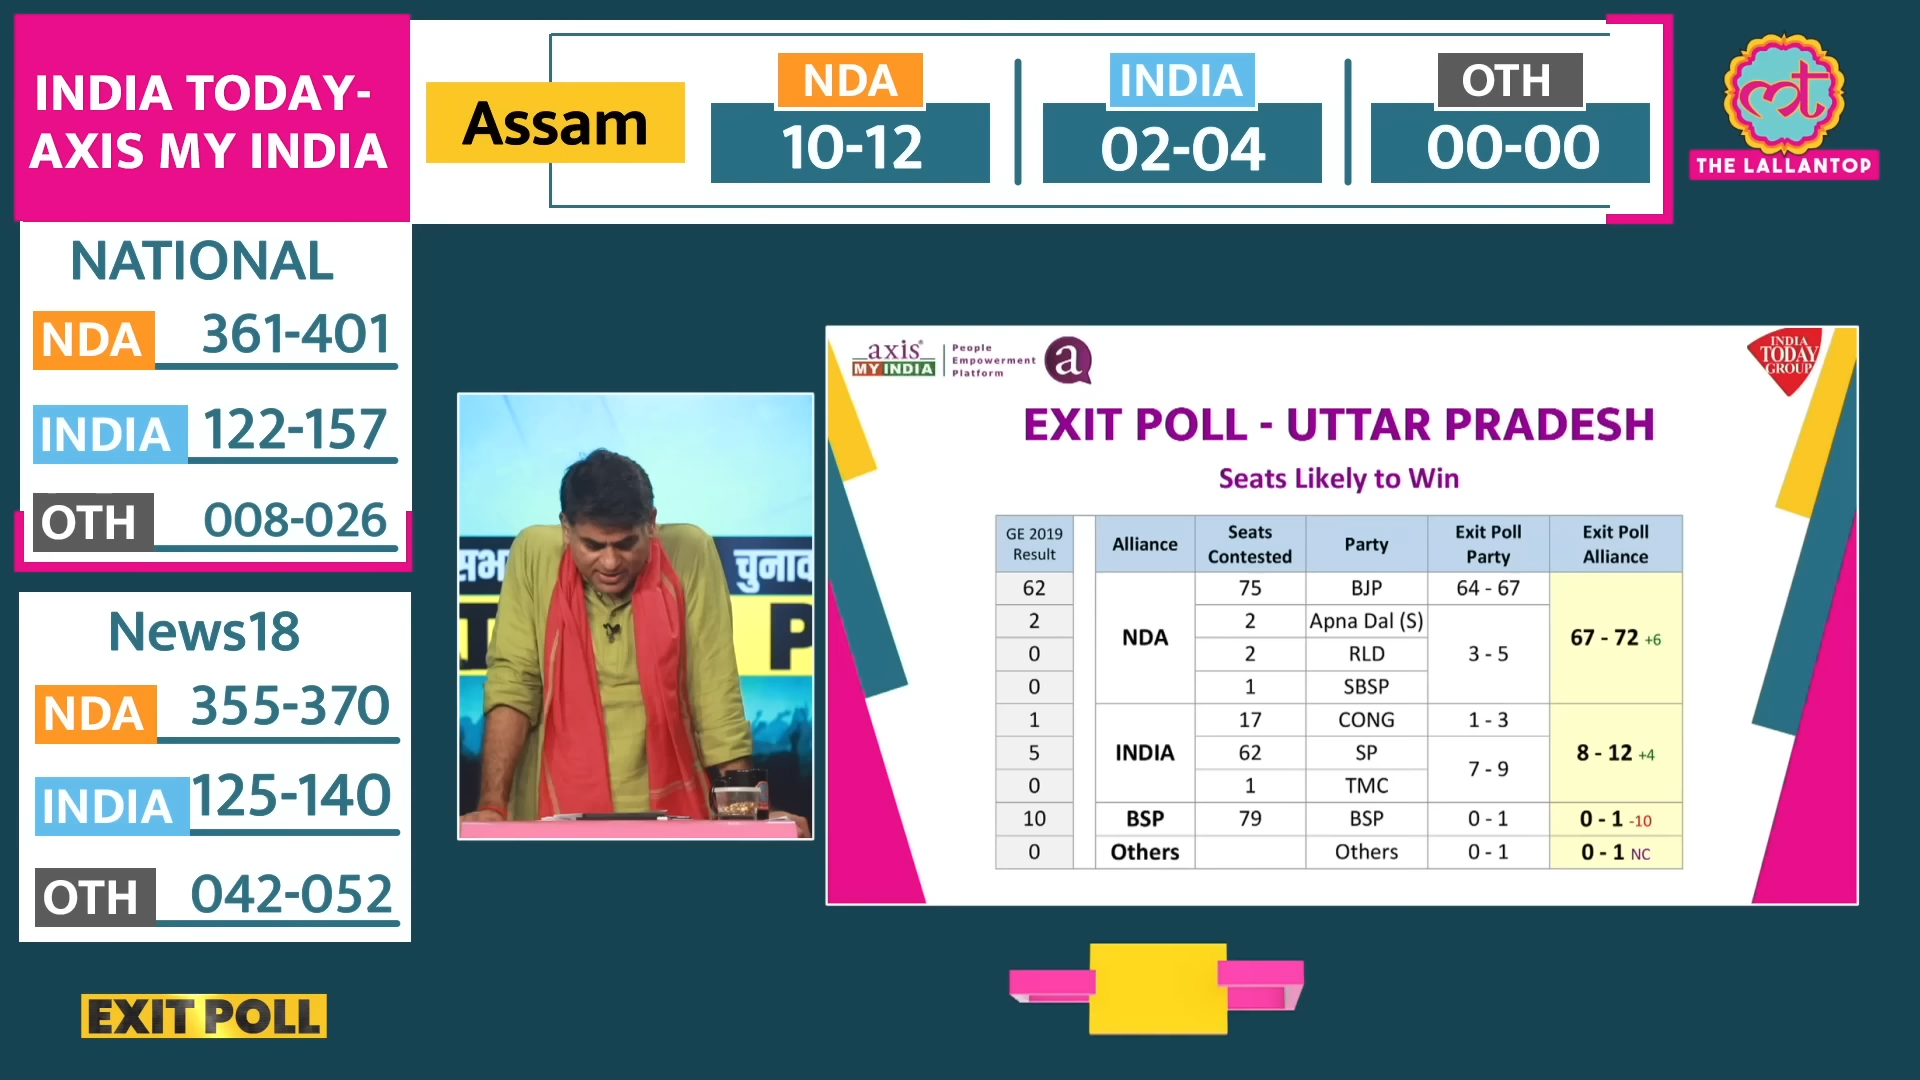 INDIA TODAY-
AXIS MY INDIA
Assam
NDA
10-12
INDIA
02-04
OTH
00-00
THE LALLANTOP
NATIONAL
NDA 361-401
INDIA 122-157
OTH 008-026
News18
NDA 355-370
INDIA 125-140
OTH 042-052
EXIT POLL
सभ
चुनाव
P
axis
MY INDIA
People
Empowerment
Platform
a
INDIA
TODAY
GROUP
EXIT POLL - UTTAR PRADESH
Seats Likely to Win
GE 2019 Result Alliance Seats Contested Party Exit Poll Party Exit Poll Alliance
62 NDA 75 BJP 64 - 67 67 - 72 +6
2 2 Apna Dal (S) 3 - 5
0 2 RLD
0 1 SBSP
1 INDIA 17 CONG 1 - 3 8 - 12 +4
5 62 SP 7 - 9
0 1 TMC
10 BSP 79 BSP 0 - 1 0 - 1 -10
0 Others Others 0 - 1 0 - 1 NC